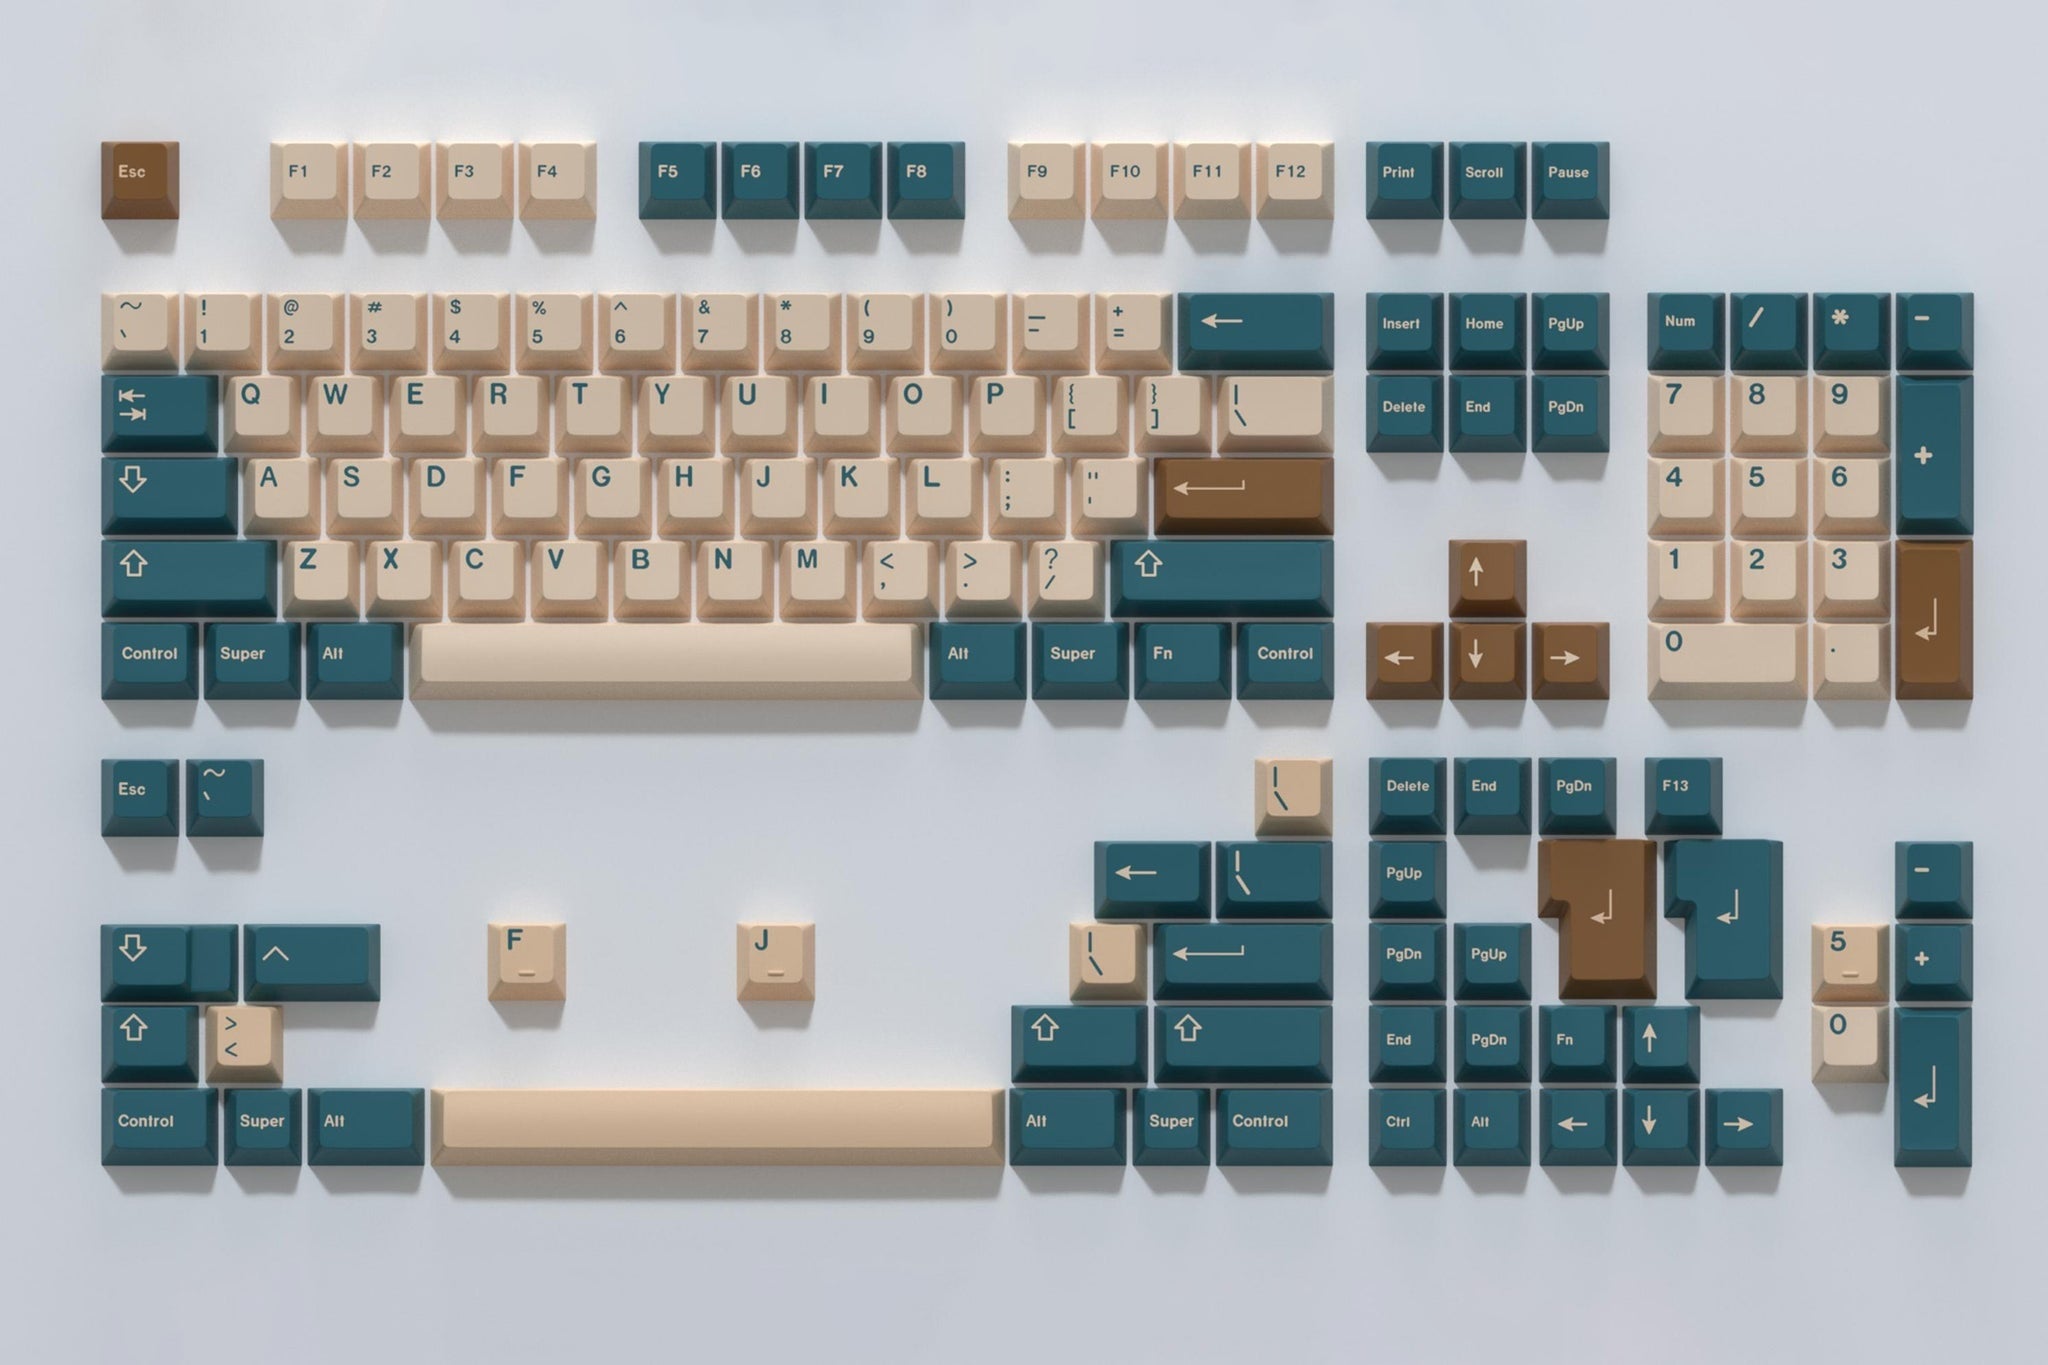 Esc F1 F2 F3 F4 F5 F6 F7 F8 F9 F10 F11 F12 Print Scroll Pause
~ ! @ # $ % ^ & * ( ) _ +
` 1 2 3 4 5 6 7 8 9 0 - = ← Insert Home PgUp Num / * -
⇤ Q W E R T Y U I O P { } | Delete End PgDn 7 8 9 +
⇥ [ ] \
⇩ A S D F G H J K L : " ↵ 4 5 6
; '
⇧ Z X C V B N M < > ? ⇧ ↑ 1 2 3 ↵
, . /
Control Super Alt Alt Super Fn Control ← ↓ → 0 .
Esc ~ | Delete End PgDn F13
` \
← | PgUp ↵ ↵ -
\
⇩ ^ F J | ↵ PgDn PgUp 5 +
\
⇧ > ⇧ ⇧ End PgDn Fn ↑ 0 ↵
<
Control Super Alt Alt Super Control Ctrl Alt ← ↓ →